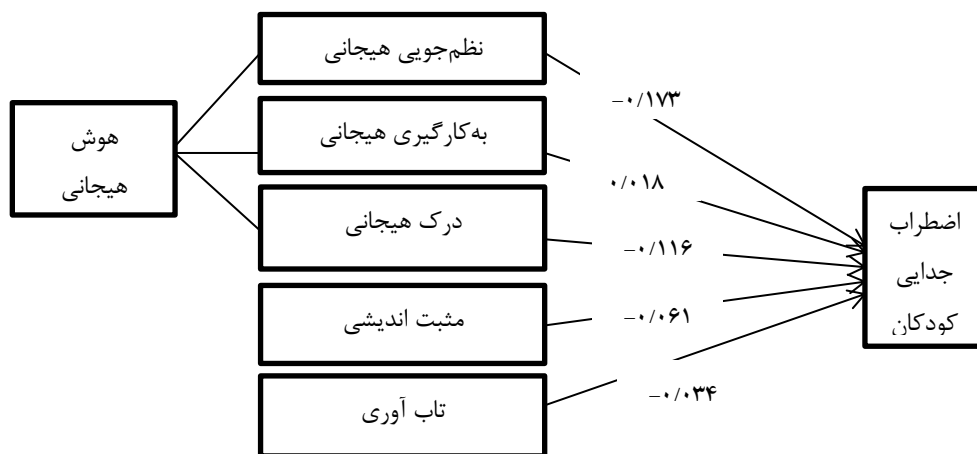 نظم‌جویی هیجانی
-۰/۱۷۳
هوش
هیجانی
به‌کارگیری هیجانی
۰/۰۱۸
درک هیجانی
-۰/۱۱۶
اضطراب
جدایی
کودکان
مثبت اندیشی
-۰/۰۶۱
تاب آوری
-۰/۰۳۴